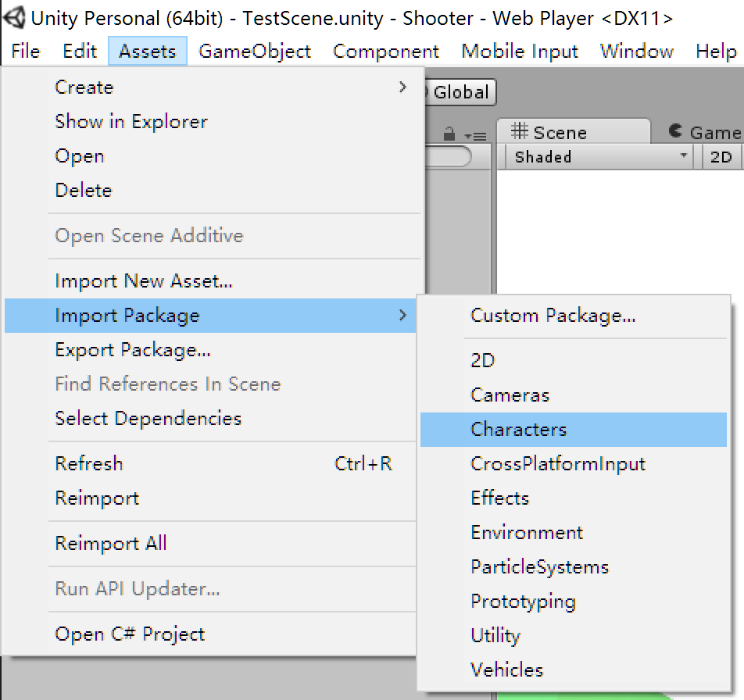 Unity Personal (64bit) - TestScene.unity - Shooter - Web Player <DX11>
File Edit Assets GameObject Component Mobile Input Window Help
Create
Show in Explorer
Open
Delete
Open Scene Additive
Import New Asset...
Import Package
Export Package...
Find References In Scene
Select Dependencies
Refresh Ctrl+R
Reimport
Reimport All
Run API Updater...
Open C# Project
Global
Scene Game
Shaded 2D
Custom Package...
2D
Cameras
Characters
CrossPlatformInput
Effects
Environment
ParticleSystems
Prototyping
Utility
Vehicles